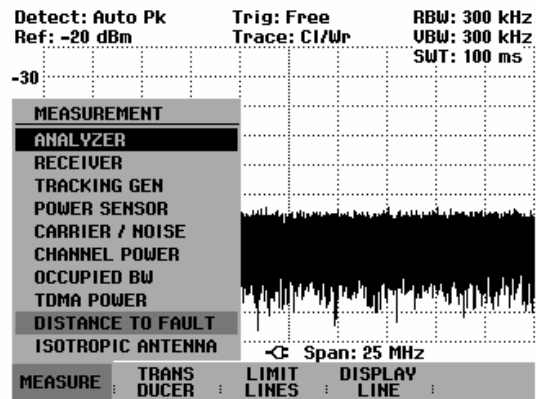 Detect: Auto Pk Trig: Free RBW: 300 kHz
Ref: -20 dBm Trace: Cl/Wr VBW: 300 kHz
SWT: 100 ms
-30
MEASUREMENT
ANALYZER
RECEIVER
TRACKING GEN
POWER SENSOR
CARRIER / NOISE
CHANNEL POWER
OCCUPIED BW
TDMA POWER
DISTANCE TO FAULT
ISOTROPIC ANTENNA
Span: 25 MHz
MEASURE : TRANS DUCER : LIMIT LINES : DISPLAY LINE :